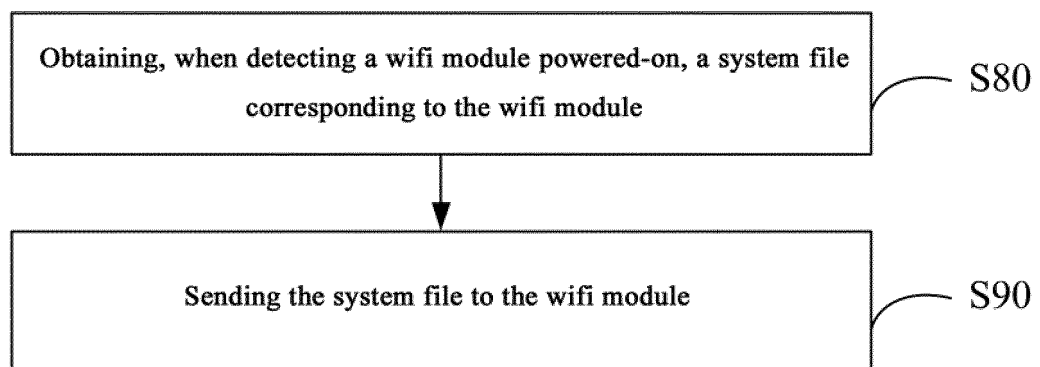 Obtaining, when detecting a wifi module powered-on, a system file
corresponding to the wifi module
S80
Sending the system file to the wifi module
S90